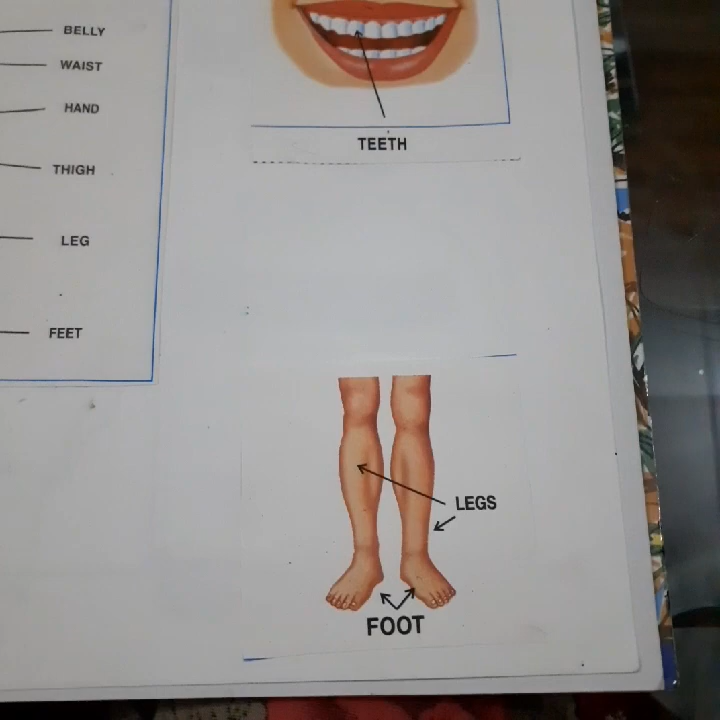 BELLY
WAIST
HAND
THIGH
LEG
FEET
TEETH
LEGS
FOOT